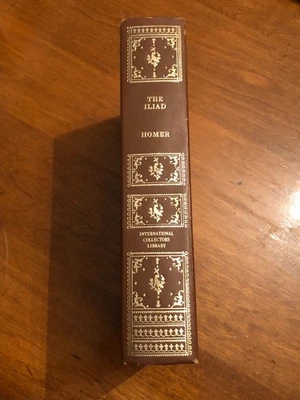 THE
ILIAD
HOMER
INTERNATIONAL
COLLECTORS
LIBRARY